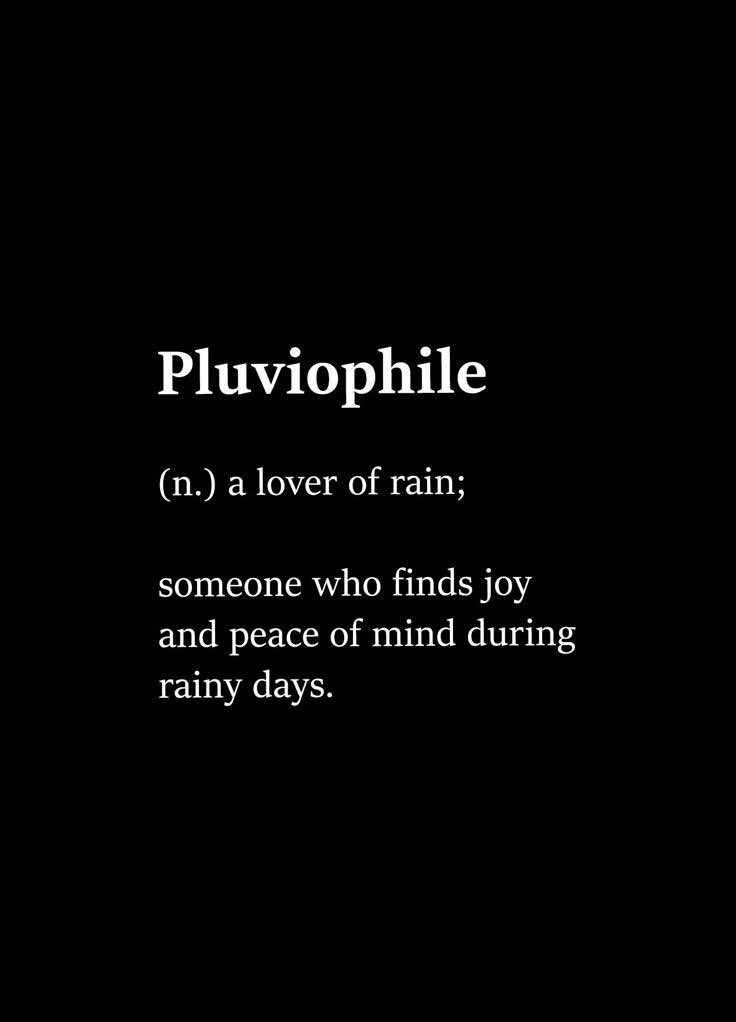 Pluviophile
(n.) a lover of rain;
someone who finds joy
and peace of mind during
rainy days.